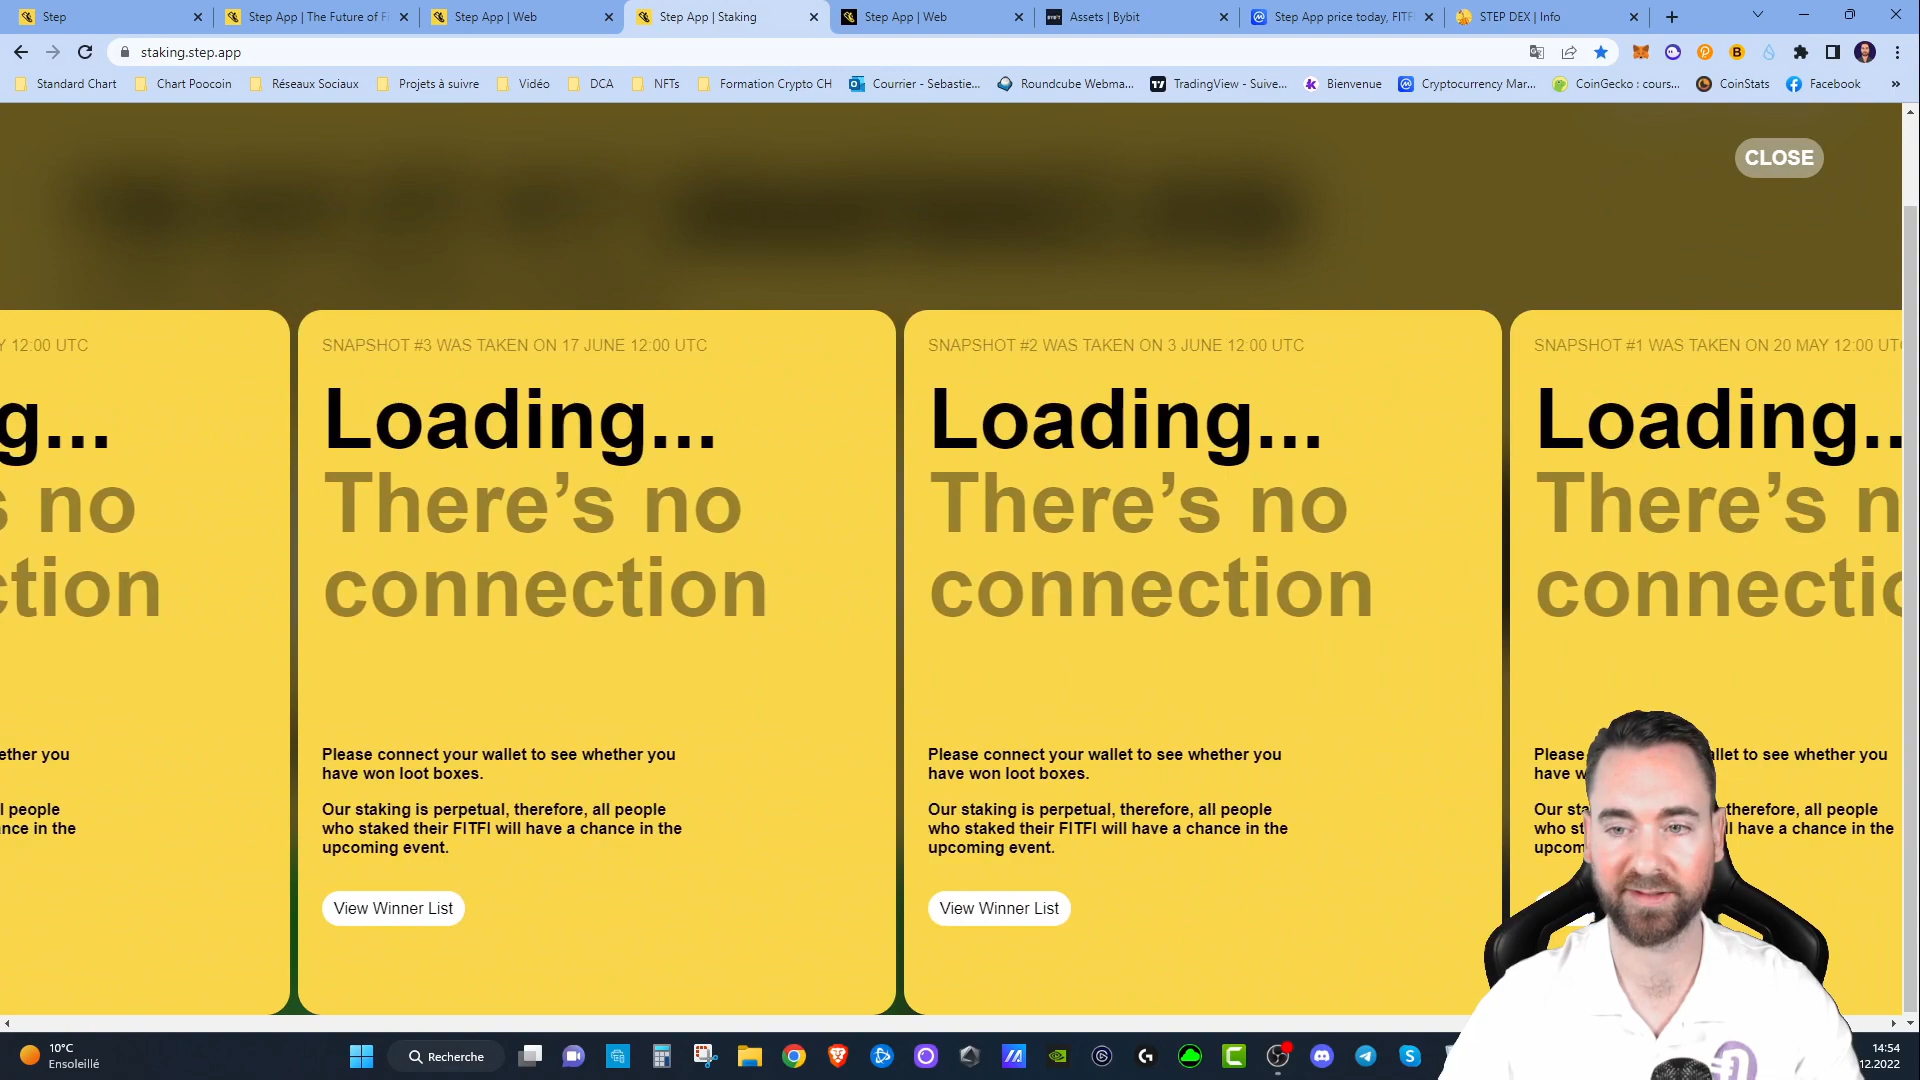 Step
Step App | The Future of Fi
Step App | Web
Step App | Staking
Step App | Web
Assets | Bybit
Step App price today, FITF
STEP DEX | Info
staking.step.app
Standard Chart
Chart Poocoin
Réseaux Sociaux
Projets à suivre
Vidéo
DCA
NFTs
Formation Crypto CH
Courrier - Sebastie...
Roundcube Webma...
TradingView - Suive...
Bienvenue
Cryptocurrency Mar...
CoinGecko : cours...
CoinStats
Facebook
CLOSE
Y 12:00 UTC
g...
s no
ction
ether you
l people
nce in the
SNAPSHOT #3 WAS TAKEN ON 17 JUNE 12:00 UTC
Loading...
There's no
connection
Please connect your wallet to see whether you
have won loot boxes.
Our staking is perpetual, therefore, all people
who staked their FITFI will have a chance in the
upcoming event.
View Winner List
SNAPSHOT #2 WAS TAKEN ON 3 JUNE 12:00 UTC
Loading...
There's no
connection
Please connect your wallet to see whether you
have won loot boxes.
Our staking is perpetual, therefore, all people
who staked their FITFI will have a chance in the
upcoming event.
View Winner List
SNAPSHOT #1 WAS TAKEN ON 20 MAY 12:00 UTC
Loading..
There's n
connectio
Please allet to see whether you
have w
Our sta therefore, all people
who st ll have a chance in the
upcom
10°C
Ensoleillé
Recherche
14:54
12.2022